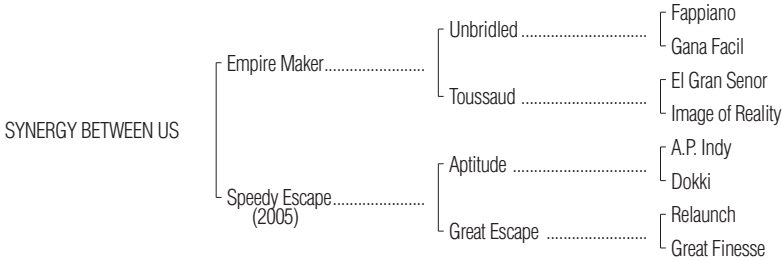 Fappiano
Unbridled ..............................
Gana Facil
Empire Maker........................
El Gran Senor
Toussaud ..............................
Image of Reality
SYNERGY BETWEEN US
A.P. Indy
Aptitude ................................
Dokki
Speedy Escape......................
(2005)
Relaunch
Great Escape ........................
Great Finesse